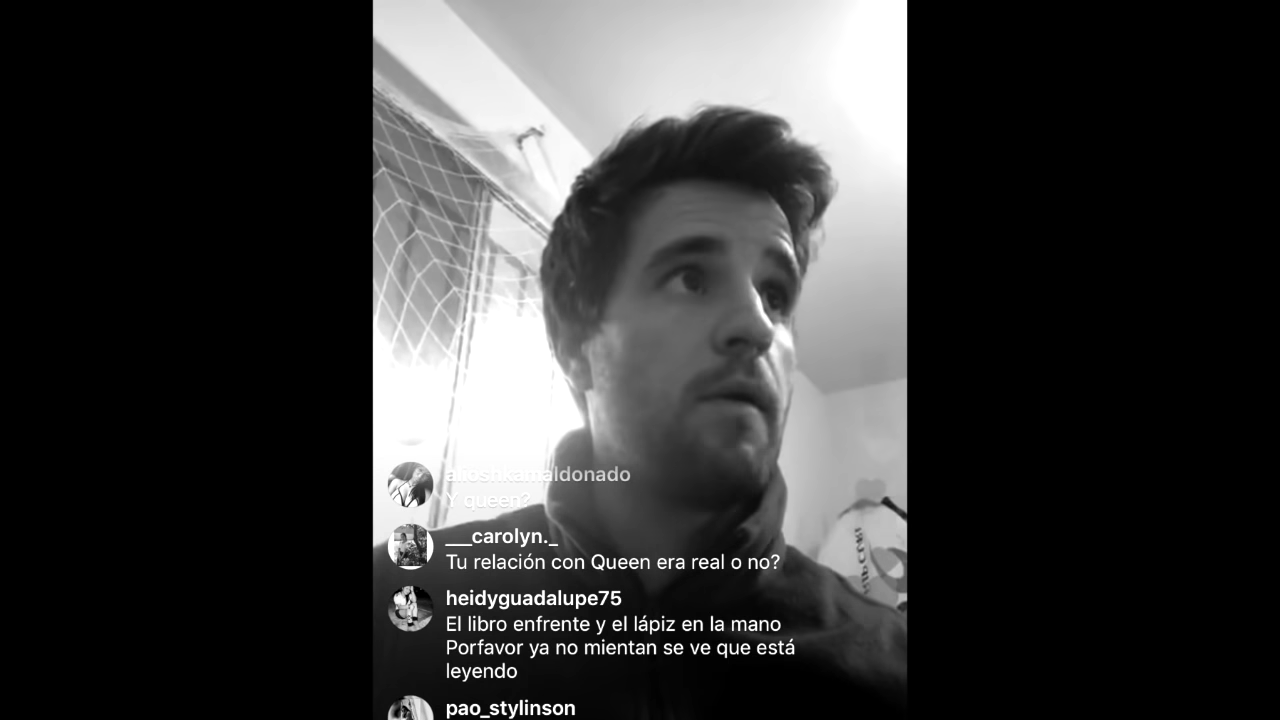 alioshkamaldonado
Y queen?
___carolyn._
Tu relación con Queen era real o no?
heidyguadalupe75
El libro enfrente y el lápiz en la mano
Porfavor ya no mientan se ve que está
leyendo
pao_stylinson